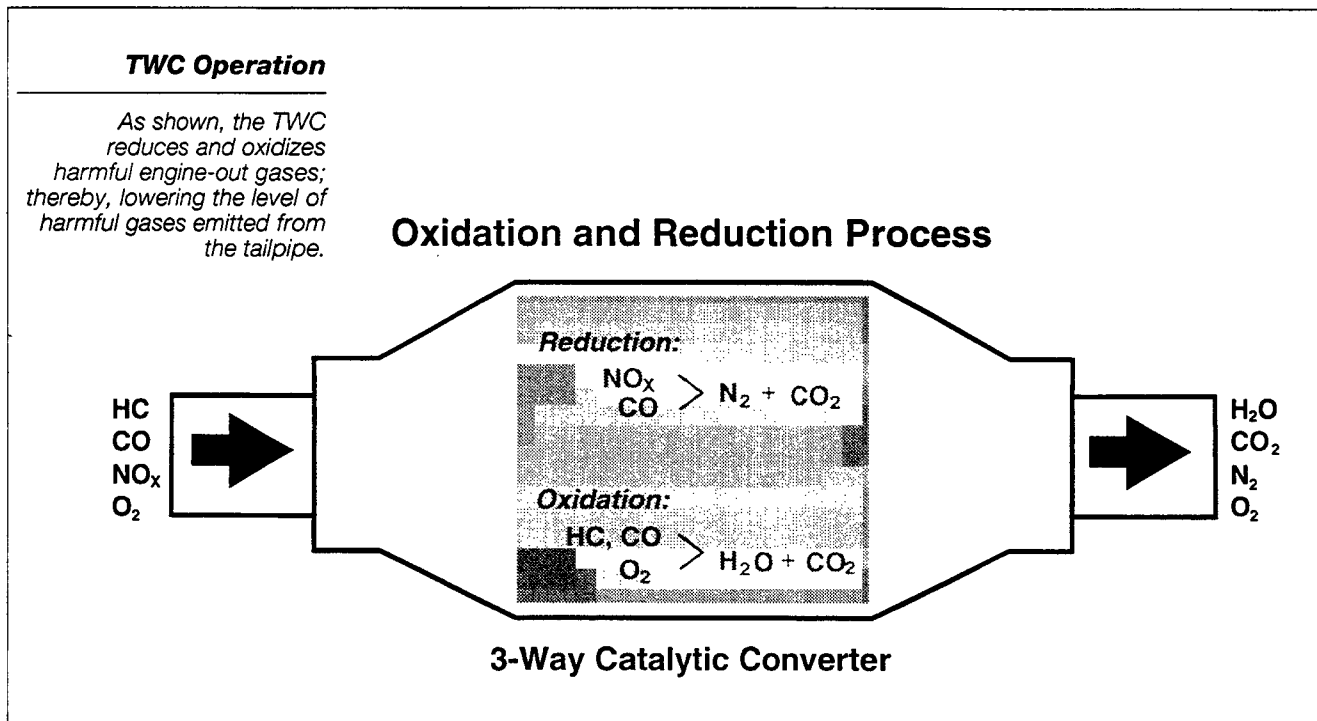 TWC Operation
As shown, the TWC
reduces and oxidizes
harmful engine-out gases;
thereby, lowering the level of
harmful gases emitted from
the tailpipe.
Oxidation and Reduction Process
HC
CO
NOₓ
O₂
Reduction:
NOₓ
CO > N₂ + CO₂
Oxidation:
HC, CO
O₂ > H₂O + CO₂
H₂O
CO₂
N₂
O₂
3-Way Catalytic Converter